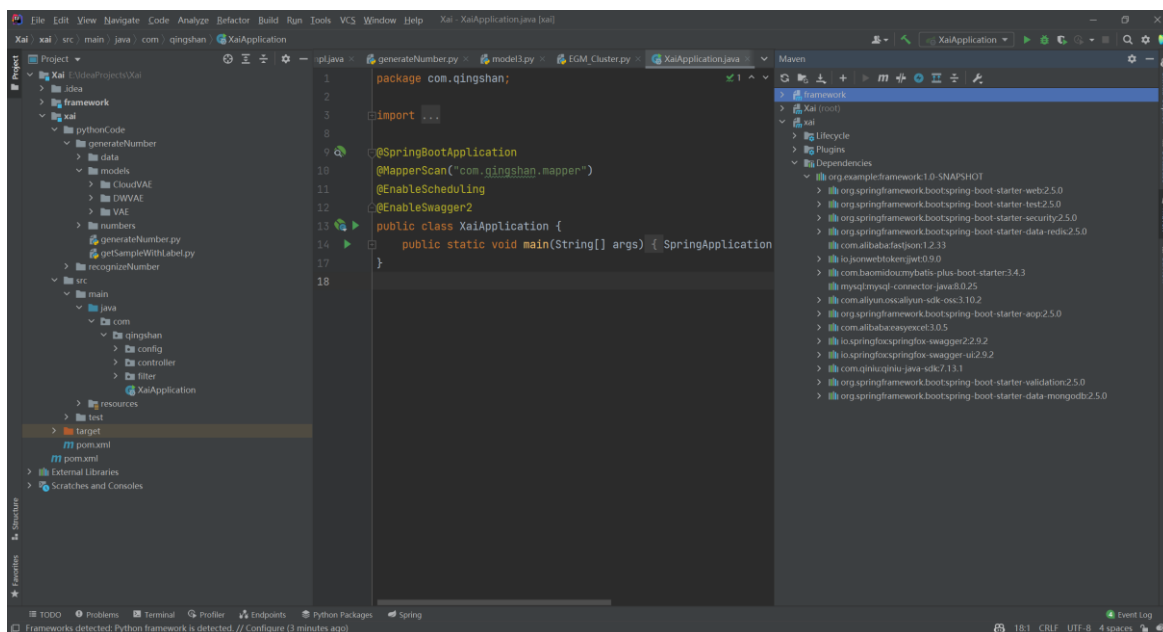 File Edit View Navigate Code Analyze Refactor Build Run Tools VCS Window Help Xai - XaiApplication.java [xai]
Xai xai src main java com qingshan XaiApplication
XaiApplication
Project
Project
Xai E:\IdeaProjects\Xai
.idea
framework
xai
pythonCode
generateNumber
data
models
CloudVAE
DWVAE
VAE
numbers
generateNumber.py
getSampleWithLabel.py
recognizeNumber
src
main
java
com
qingshan
config
controller
filter
XaiApplication
resources
test
target
pom.xml
pom.xml
External Libraries
Scratches and Consoles
Structure
Favorites
pl.java generateNumber.py model3.py EGM_Cluster.py XaiApplication.java
1 package com.qingshan;
2
3 import ...
8
9 @SpringBootApplication
10 @MapperScan("com.qingshan.mapper")
11 @EnableScheduling
12 @EnableSwagger2
13 public class XaiApplication {
14 public static void main(String[] args) { SpringApplication
17 }
18
1
Maven
framework
Xai (root)
xai
Lifecycle
Plugins
Dependencies
org.example:framework:1.0-SNAPSHOT
org.springframework.boot:spring-boot-starter-web:2.5.0
org.springframework.boot:spring-boot-starter-test:2.5.0
org.springframework.boot:spring-boot-starter-security:2.5.0
org.springframework.boot:spring-boot-starter-data-redis:2.5.0
com.alibaba:fastjson:1.2.33
io.jsonwebtoken:jjwt:0.9.0
com.baomidou:mybatis-plus-boot-starter:3.4.3
mysql:mysql-connector-java:8.0.25
com.aliyun.oss:aliyun-sdk-oss:3.10.2
org.springframework.boot:spring-boot-starter-aop:2.5.0
com.alibaba:easyexcel:3.0.5
io.springfox:springfox-swagger2:2.9.2
io.springfox:springfox-swagger-ui:2.9.2
com.qiniu:qiniu-java-sdk:7.13.1
org.springframework.boot:spring-boot-starter-validation:2.5.0
org.springframework.boot:spring-boot-starter-data-mongodb:2.5.0
TODO Problems Terminal Profiler Endpoints Python Packages Spring
4 Event Log
Frameworks detected: Python framework is detected. // Configure (3 minutes ago)
18:1 CRLF UTF-8 4 spaces